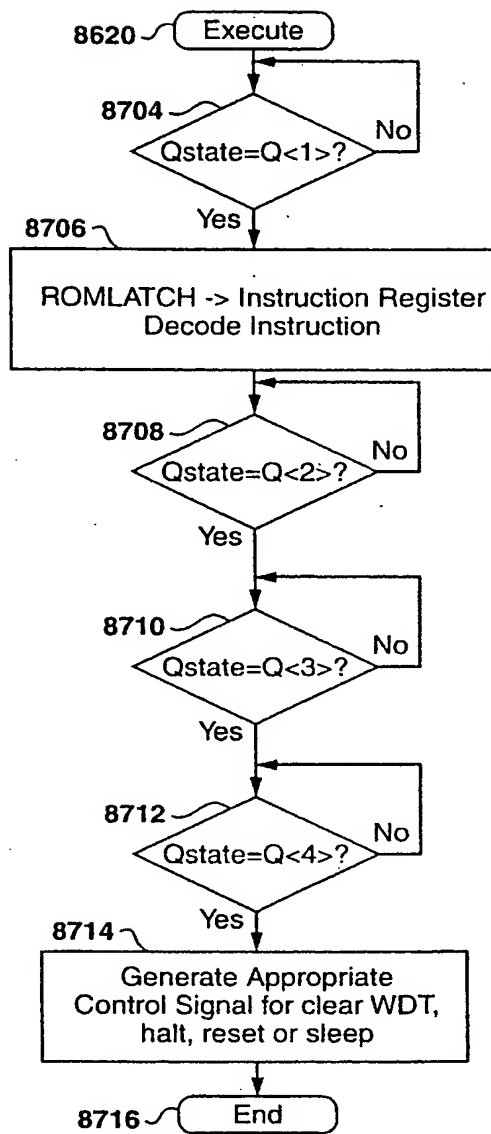 8620
Execute
8704
Qstate=Q<1>?
No
Yes
8706
ROMLATCH -> Instruction Register
Decode Instruction
8708
Qstate=Q<2>?
No
Yes
8710
Qstate=Q<3>?
No
Yes
8712
Qstate=Q<4>?
No
Yes
8714
Generate Appropriate
Control Signal for clear WDT,
halt, reset or sleep
8716
End